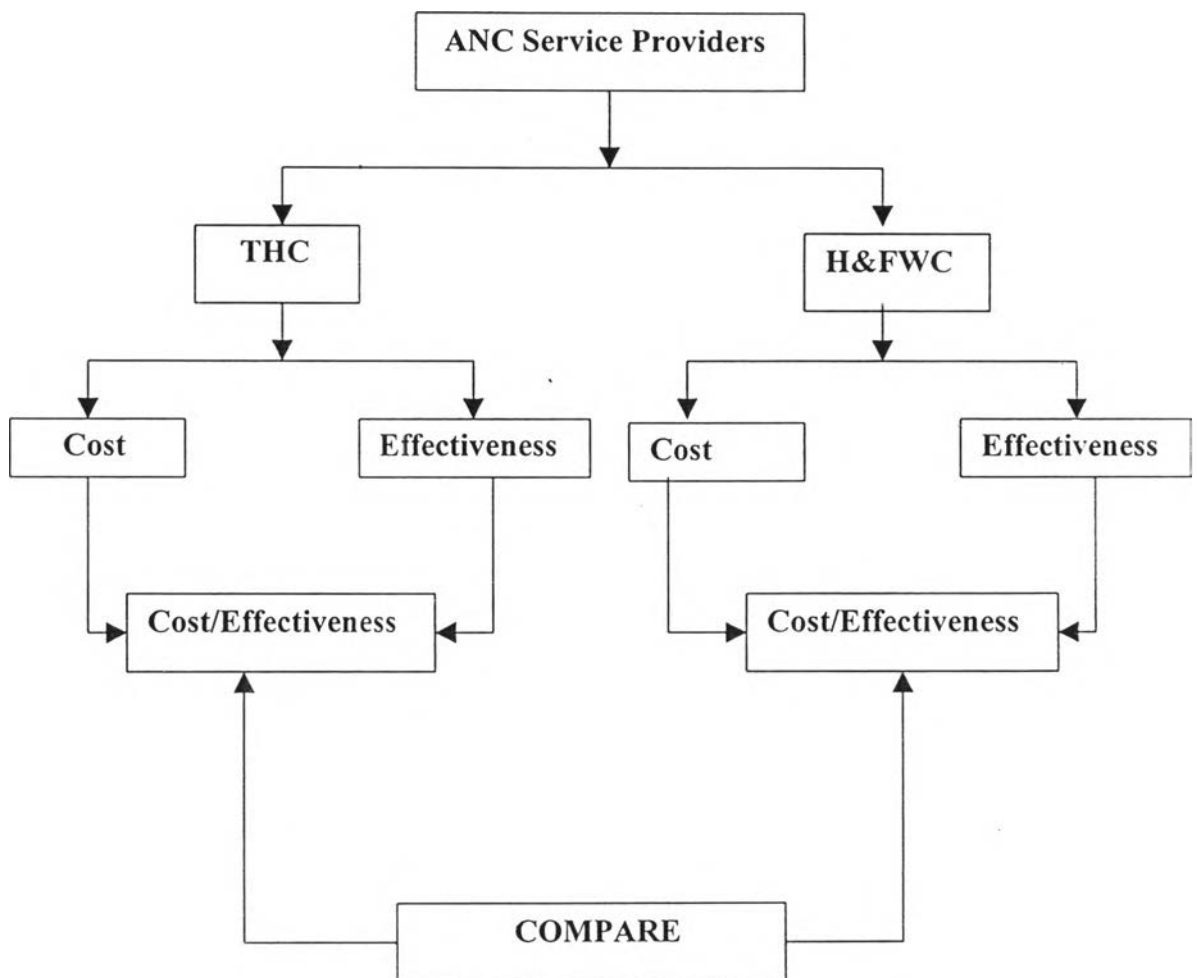 ANC Service Providers
THC
H&FWC
Cost
Effectiveness
Cost
Effectiveness
Cost/Effectiveness
Cost/Effectiveness
COMPARE